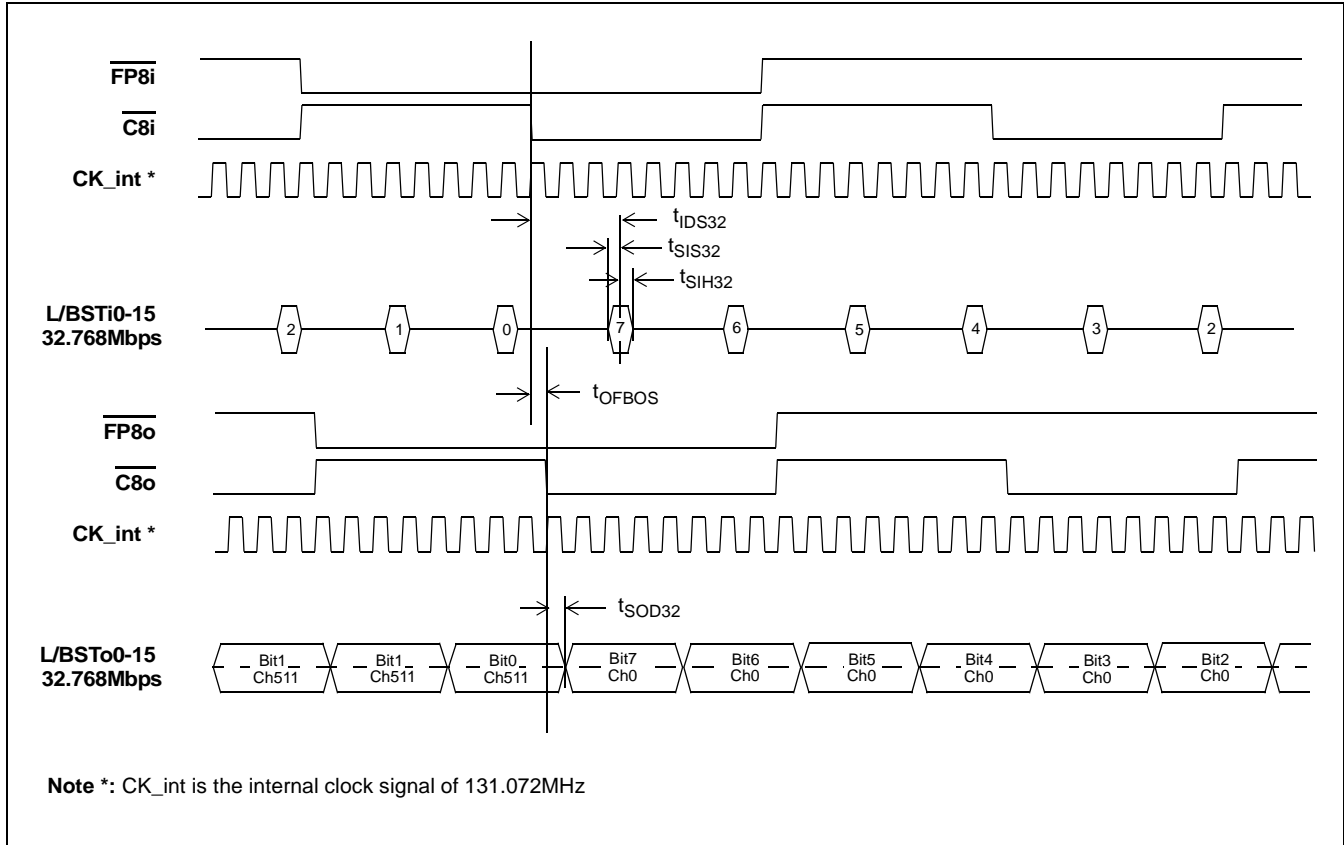 FP8i
C8i
CK_int *
tIDS32
tSIS32
tSIH32
L/BSTi0-15
32.768Mbps
2 1 0 7 6 5 4 3 2
tOFBOS
FP8o
C8o
CK_int *
tSOD32
L/BSTo0-15
32.768Mbps
Bit1 Bit1 Bit0 Bit7 Bit6 Bit5 Bit4 Bit3 Bit2
Ch511 Ch511 Ch511 Ch0 Ch0 Ch0 Ch0 Ch0 Ch0
Note *: CK_int is the internal clock signal of 131.072MHz